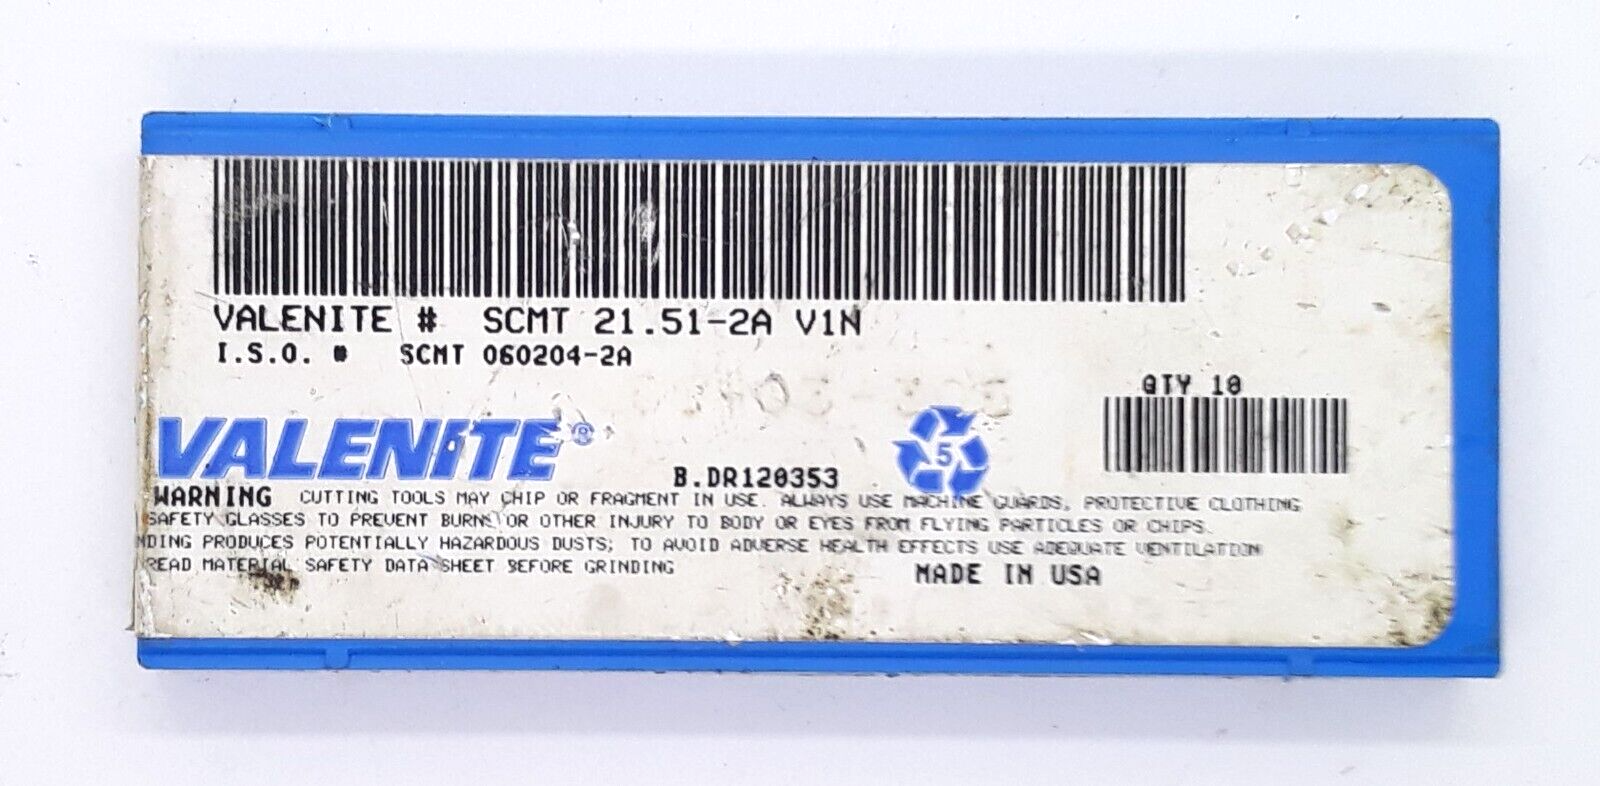 VALENITE # SCMT 21.51-2A V1N
I.S.O. # SCMT 060204-2A
QTY 10
VALENITE®
5
B.DR120353
WARNING CUTTING TOOLS MAY CHIP OR FRAGMENT IN USE. ALWAYS USE MACHINE GUARDS, PROTECTIVE CLOTHING
SAFETY GLASSES TO PREVENT BURNS OR OTHER INJURY TO BODY OR EYES FROM FLYING PARTICLES OR CHIPS.
NDING PRODUCES POTENTIALLY HAZARDOUS DUSTS; TO AVOID ADVERSE HEALTH EFFECTS USE ADEQUATE VENTILATION
READ MATERIAL SAFETY DATA SHEET BEFORE GRINDING
MADE IN USA